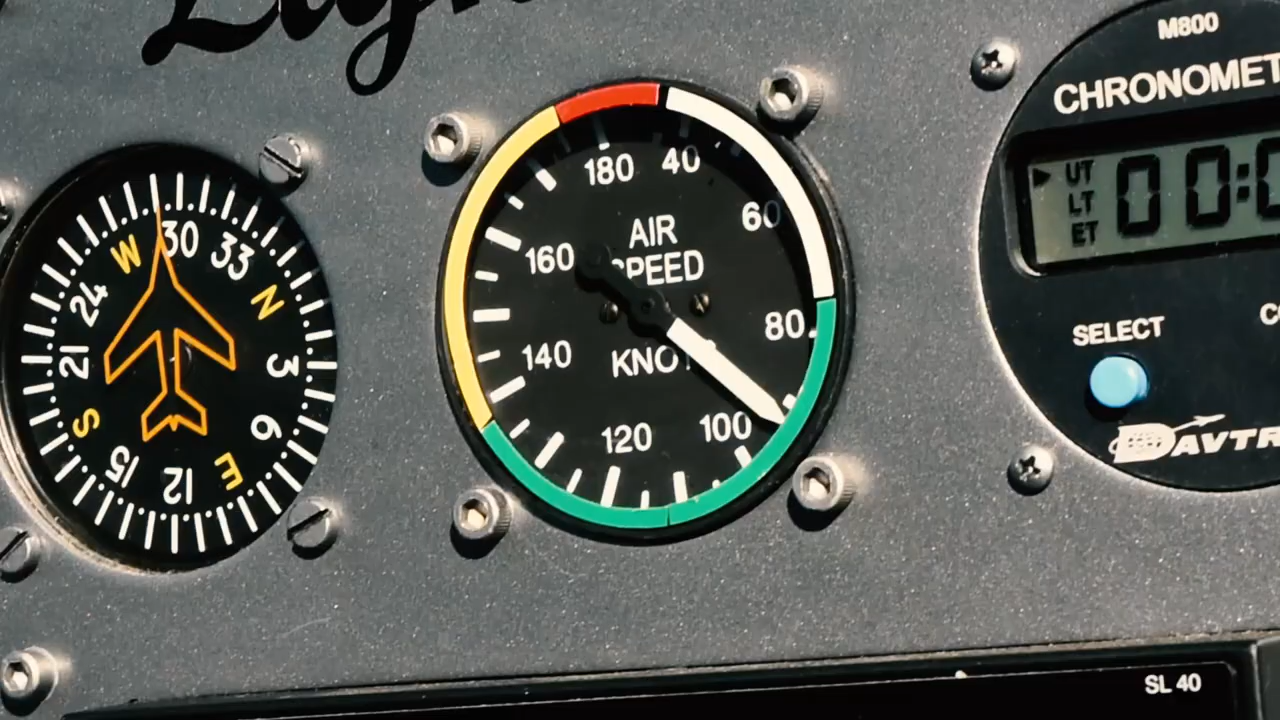 M800
CHRONOMET
UT
LT
ET
00:0
SELECT
DAVTR
180
40
60
80
100
120
140
160
AIR
SPEED
KNOT
W
30
33
N
3
6
E
12
15
S
21
24
SL 40